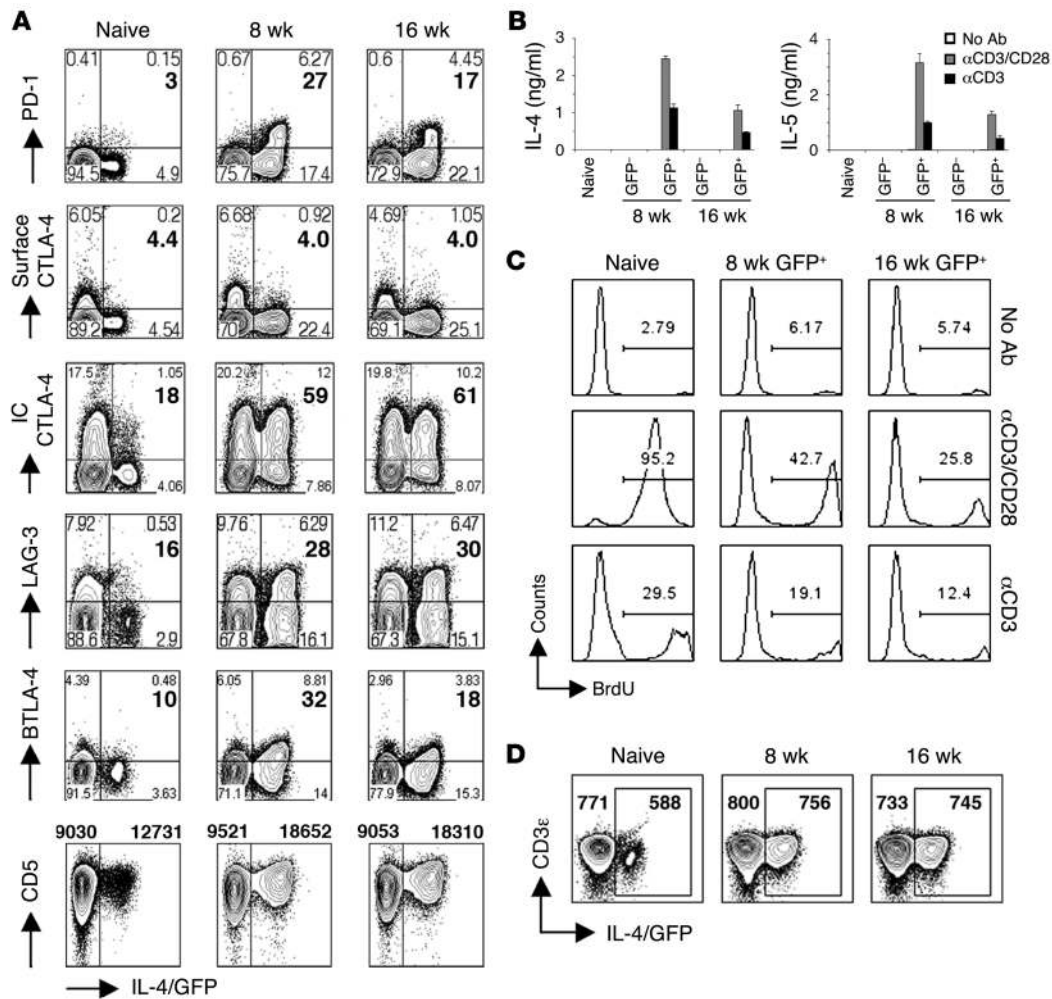 A
Naive 8 wk 16 wk
PD-1
0.41 0.15 0.67 6.27 0.6 4.45
3 27 17
94.5 4.9 75.7 17.4 72.9 22.1
Surface
CTLA-4
6.05 0.2 6.68 0.92 4.69 1.05
4.4 4.0 4.0
89.2 4.54 70 22.4 69.1 25.1
IC
CTLA-4
17.5 1.05 20.2 12 19.8 10.2
18 59 61
4.06 7.86 8.07
LAG-3
7.92 0.53 9.76 6.29 11.2 6.47
16 28 30
88.6 2.9 67.8 16.1 67.3 15.1
BTLA-4
4.39 0.48 6.05 8.81 2.96 3.83
10 32 18
91.5 3.63 71.1 14 77.9 15.3
CD5
9030 12731 9521 18652 9053 18310
IL-4/GFP
B
IL-4 (ng/ml)
3
2
1
0
Naive GFP⁻ GFP⁺ GFP⁻ GFP⁺
8 wk 16 wk
IL-5 (ng/ml)
4
2
0
Naive GFP⁻ GFP⁺ GFP⁻ GFP⁺
8 wk 16 wk
No Ab
αCD3/CD28
αCD3
C
Naive 8 wk GFP⁺ 16 wk GFP⁺
2.79 6.17 5.74 No Ab
95.2 42.7 25.8 αCD3/CD28
29.5 19.1 12.4 αCD3
Counts
BrdU
D
Naive 8 wk 16 wk
771 588 800 756 733 745
CD3ε
IL-4/GFP